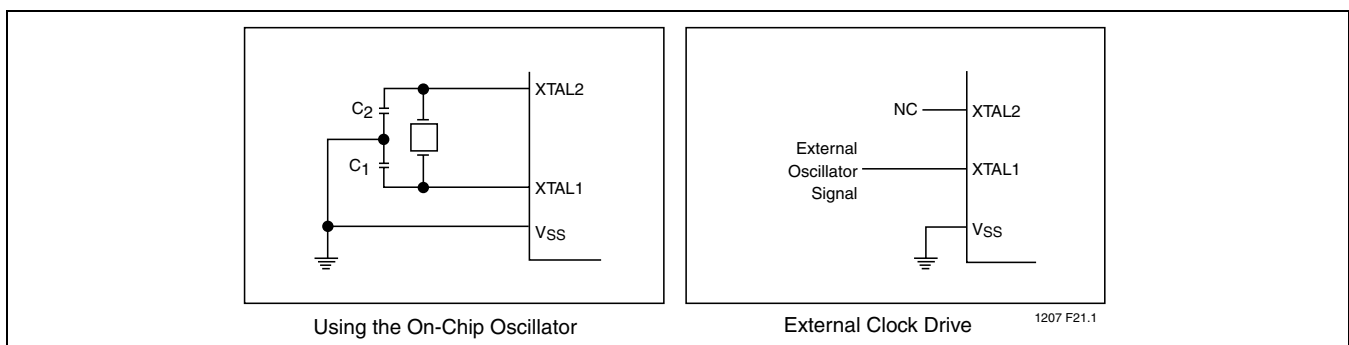 XTAL2
C2
C1
XTAL1
VSS
Using the On-Chip Oscillator
NC
XTAL2
External
Oscillator
Signal
XTAL1
VSS
External Clock Drive
1207 F21.1